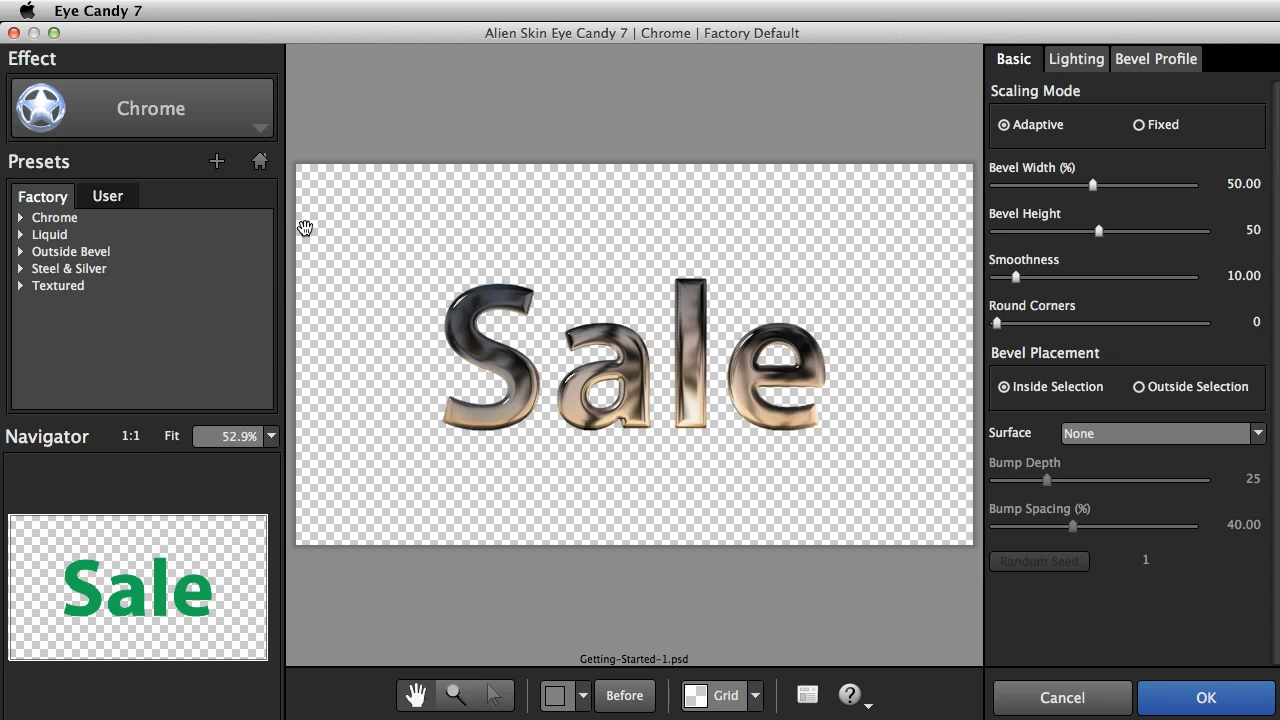 Eye Candy 7
Alien Skin Eye Candy 7 | Chrome | Factory Default
Effect
Chrome
Presets
Factory User
Chrome
Liquid
Outside Bevel
Steel & Silver
Textured
Navigator 1:1 Fit 52.9%
Sale
Sale
Getting-Started-1.psd
Before Grid ?
Basic Lighting Bevel Profile
Scaling Mode
Adaptive Fixed
Bevel Width (%)
50.00
Bevel Height
50
Smoothness
10.00
Round Corners
0
Bevel Placement
Inside Selection Outside Selection
Surface None
Bump Depth
25
Bump Spacing (%)
40.00
Random Seed 1
Cancel OK